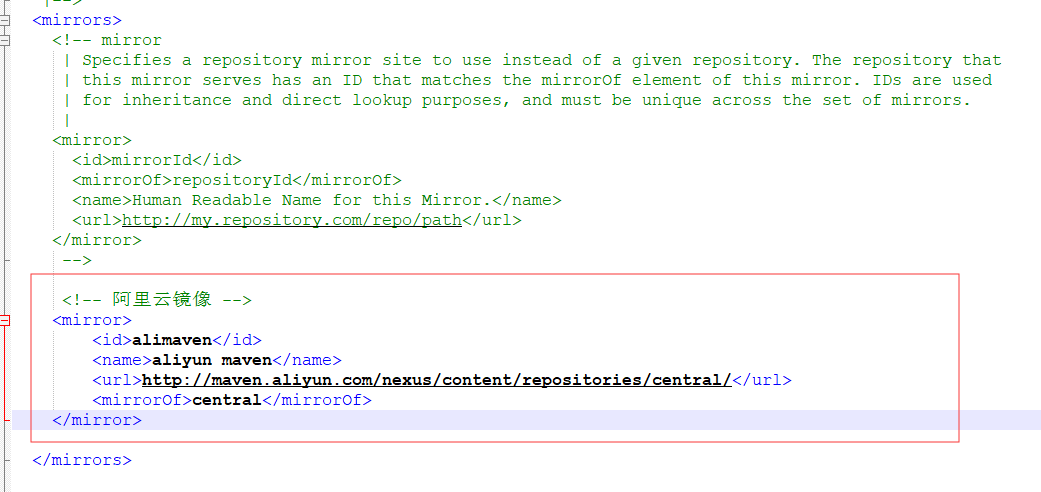 |-->
<mirrors>
<!-- mirror
| Specifies a repository mirror site to use instead of a given repository. The repository that
| this mirror serves has an ID that matches the mirrorOf element of this mirror. IDs are used
| for inheritance and direct lookup purposes, and must be unique across the set of mirrors.
|
<mirror>
<id>mirrorId</id>
<mirrorOf>repositoryId</mirrorOf>
<name>Human Readable Name for this Mirror.</name>
<url>http://my.repository.com/repo/path</url>
</mirror>
-->
<!-- 阿里云镜像 -->
<mirror>
<id>alimaven</id>
<name>aliyun maven</name>
<url>http://maven.aliyun.com/nexus/content/repositories/central/</url>
<mirrorOf>central</mirrorOf>
</mirror>
</mirrors>